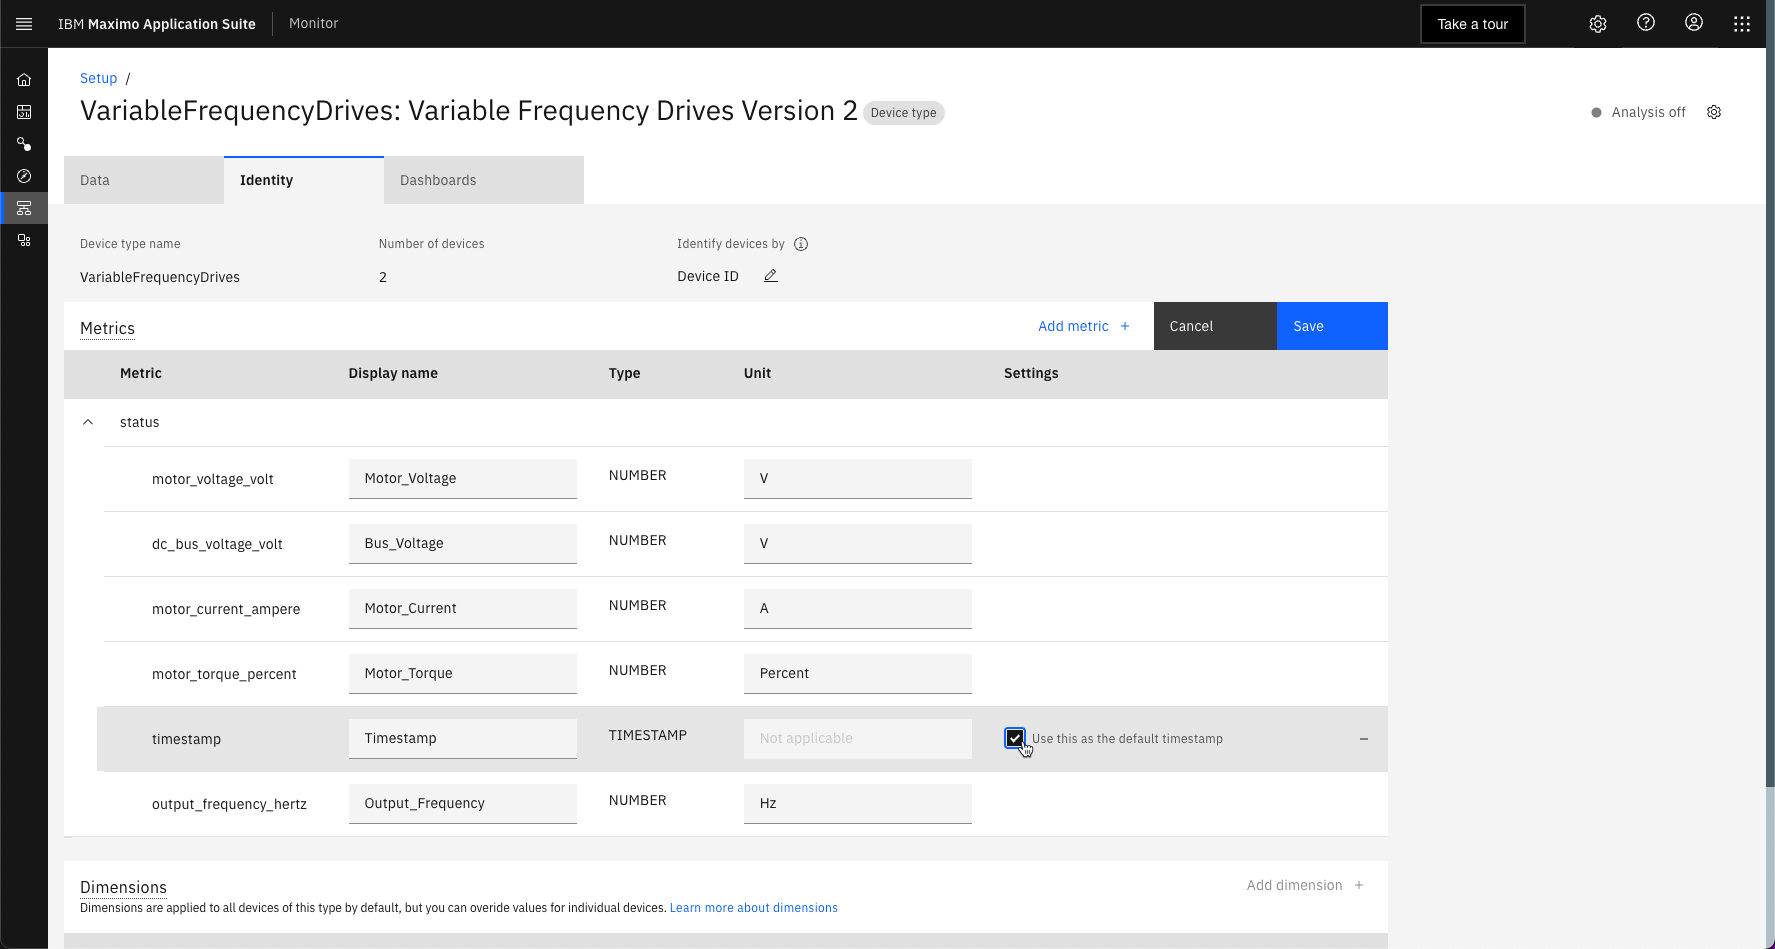 IBM Maximo Application Suite
Monitor
Take a tour
Setup /
VariableFrequencyDrives: Variable Frequency Drives Version 2
Device type
Analysis off
Data
Identity
Dashboards
Device type name
Number of devices
Identify devices by
VariableFrequencyDrives
2
Device ID
Metrics
Add metric +
Cancel
Save
Metric
Display name
Type
Unit
Settings
status
motor_voltage_volt
Motor_Voltage
NUMBER
V
dc_bus_voltage_volt
Bus_Voltage
NUMBER
V
motor_current_ampere
Motor_Current
NUMBER
A
motor_torque_percent
Motor_Torque
NUMBER
Percent
timestamp
Timestamp
TIMESTAMP
Not applicable
Use this as the default timestamp
output_frequency_hertz
Output_Frequency
NUMBER
Hz
Dimensions
Add dimension +
Dimensions are applied to all devices of this type by default, but you can override values for individual devices. Learn more about dimensions